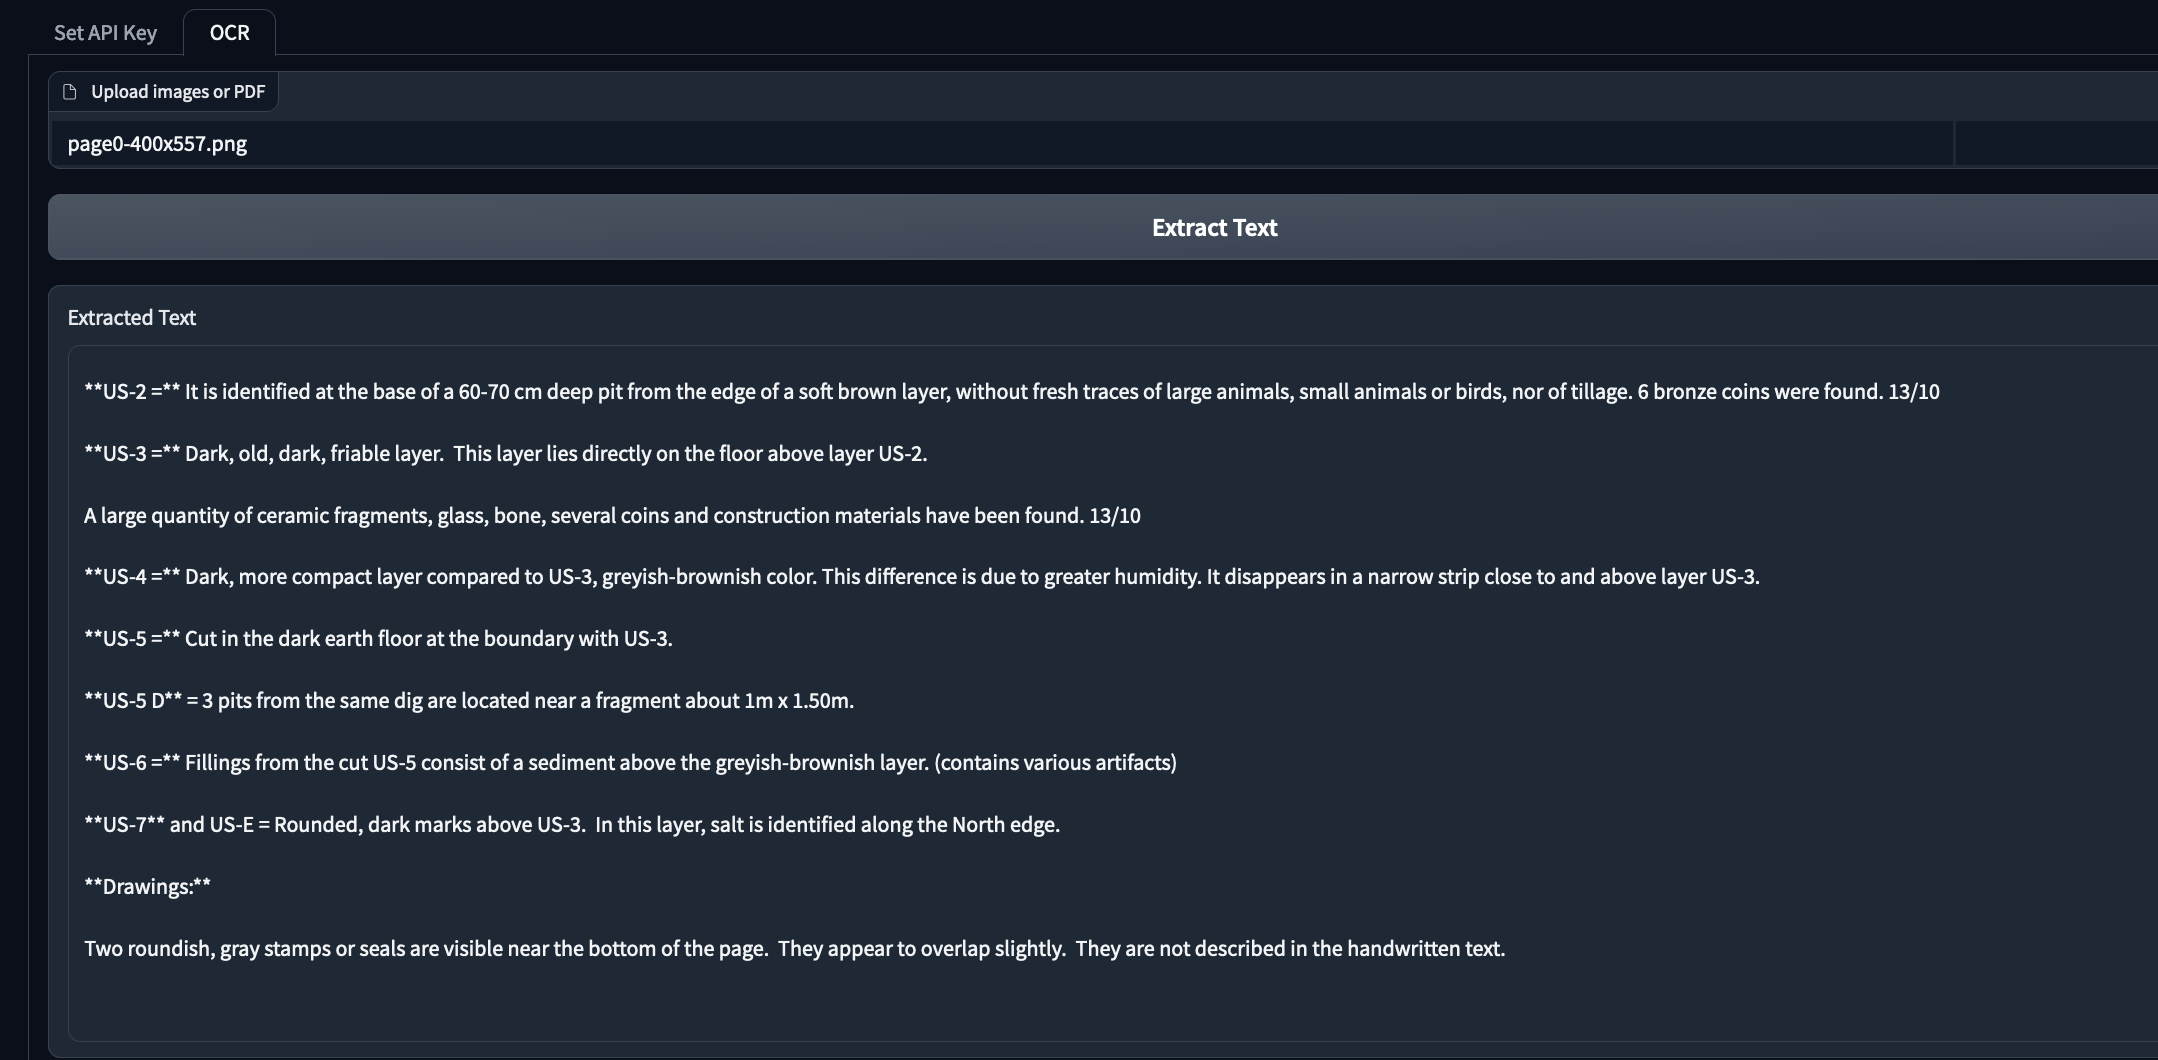 Set API Key
OCR
Upload images or PDF
page0-400x557.png
Extract Text
Extracted Text
**US-2 =** It is identified at the base of a 60-70 cm deep pit from the edge of a soft brown layer, without fresh traces of large animals, small animals or birds, nor of tillage. 6 bronze coins were found. 13/10
**US-3 =** Dark, old, dark, friable layer.  This layer lies directly on the floor above layer US-2.
A large quantity of ceramic fragments, glass, bone, several coins and construction materials have been found. 13/10
**US-4 =** Dark, more compact layer compared to US-3, greyish-brownish color. This difference is due to greater humidity. It disappears in a narrow strip close to and above layer US-3.
**US-5 =** Cut in the dark earth floor at the boundary with US-3.
**US-5 D** = 3 pits from the same dig are located near a fragment about 1m x 1.50m.
**US-6 =** Fillings from the cut US-5 consist of a sediment above the greyish-brownish layer. (contains various artifacts)
**US-7** and US-E = Rounded, dark marks above US-3.  In this layer, salt is identified along the North edge.
**Drawings:**
Two roundish, gray stamps or seals are visible near the bottom of the page.  They appear to overlap slightly.  They are not described in the handwritten text.